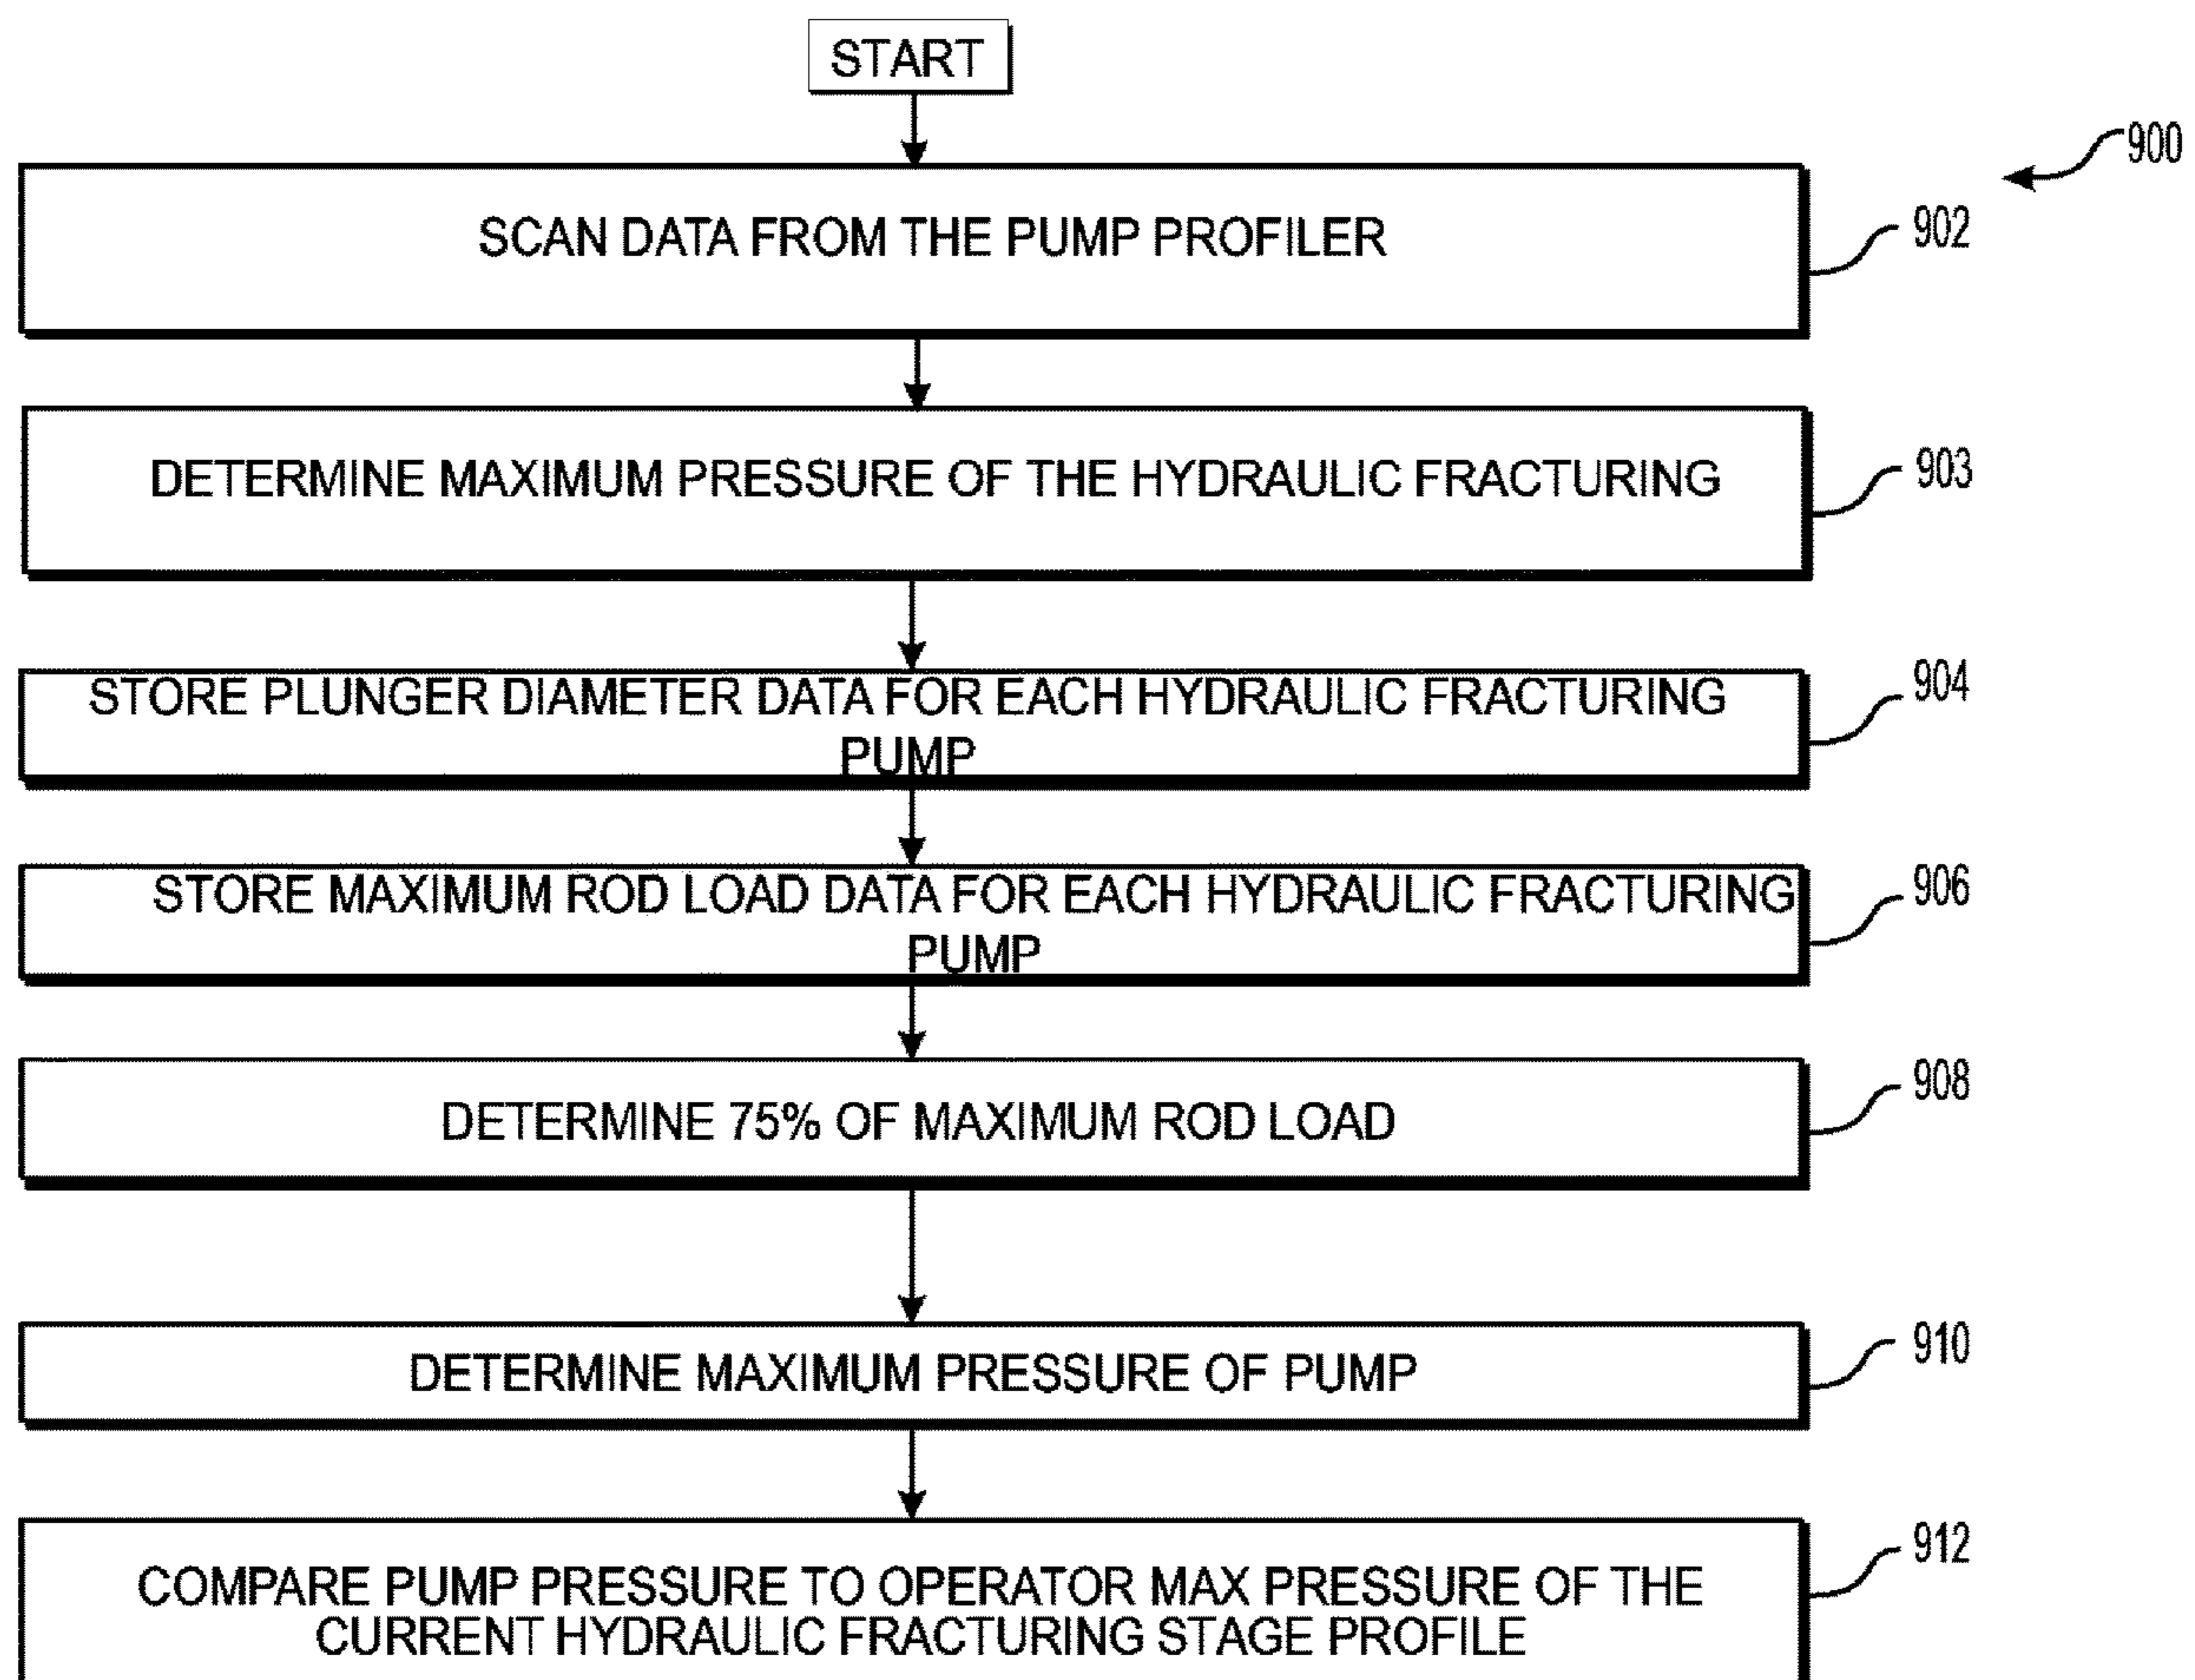 START
900
SCAN DATA FROM THE PUMP PROFILER
902
DETERMINE MAXIMUM PRESSURE OF THE HYDRAULIC FRACTURING
903
STORE PLUNGER DIAMETER DATA FOR EACH HYDRAULIC FRACTURING
PUMP
904
STORE MAXIMUM ROD LOAD DATA FOR EACH HYDRAULIC FRACTURING
PUMP
906
DETERMINE 75% OF MAXIMUM ROD LOAD
908
DETERMINE MAXIMUM PRESSURE OF PUMP
910
COMPARE PUMP PRESSURE TO OPERATOR MAX PRESSURE OF THE
CURRENT HYDRAULIC FRACTURING STAGE PROFILE
912